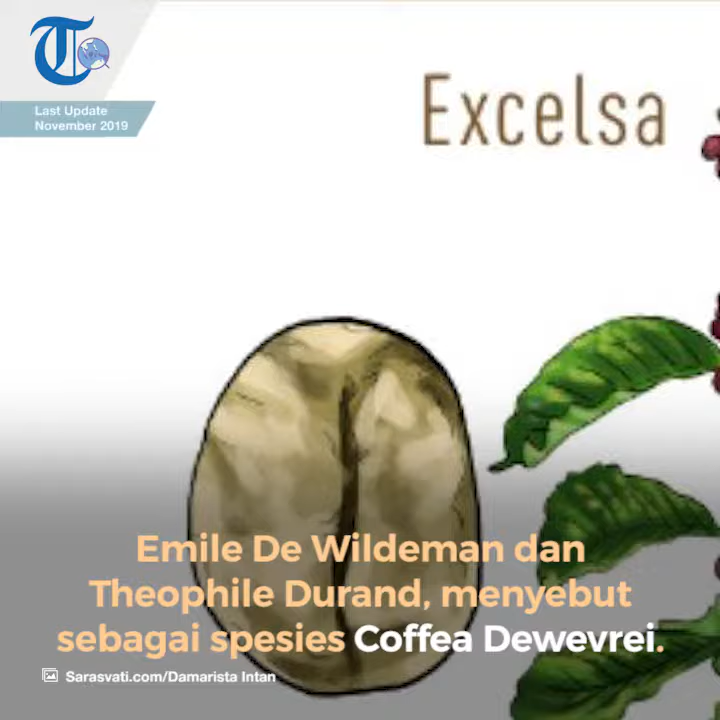 T
Last Update
November 2019
Excelsa
Emile De Wildeman dan
Theophile Durand, menyebut
sebagai spesies Coffea Dewevrei.
Sarasvati.com/Damarista Intan